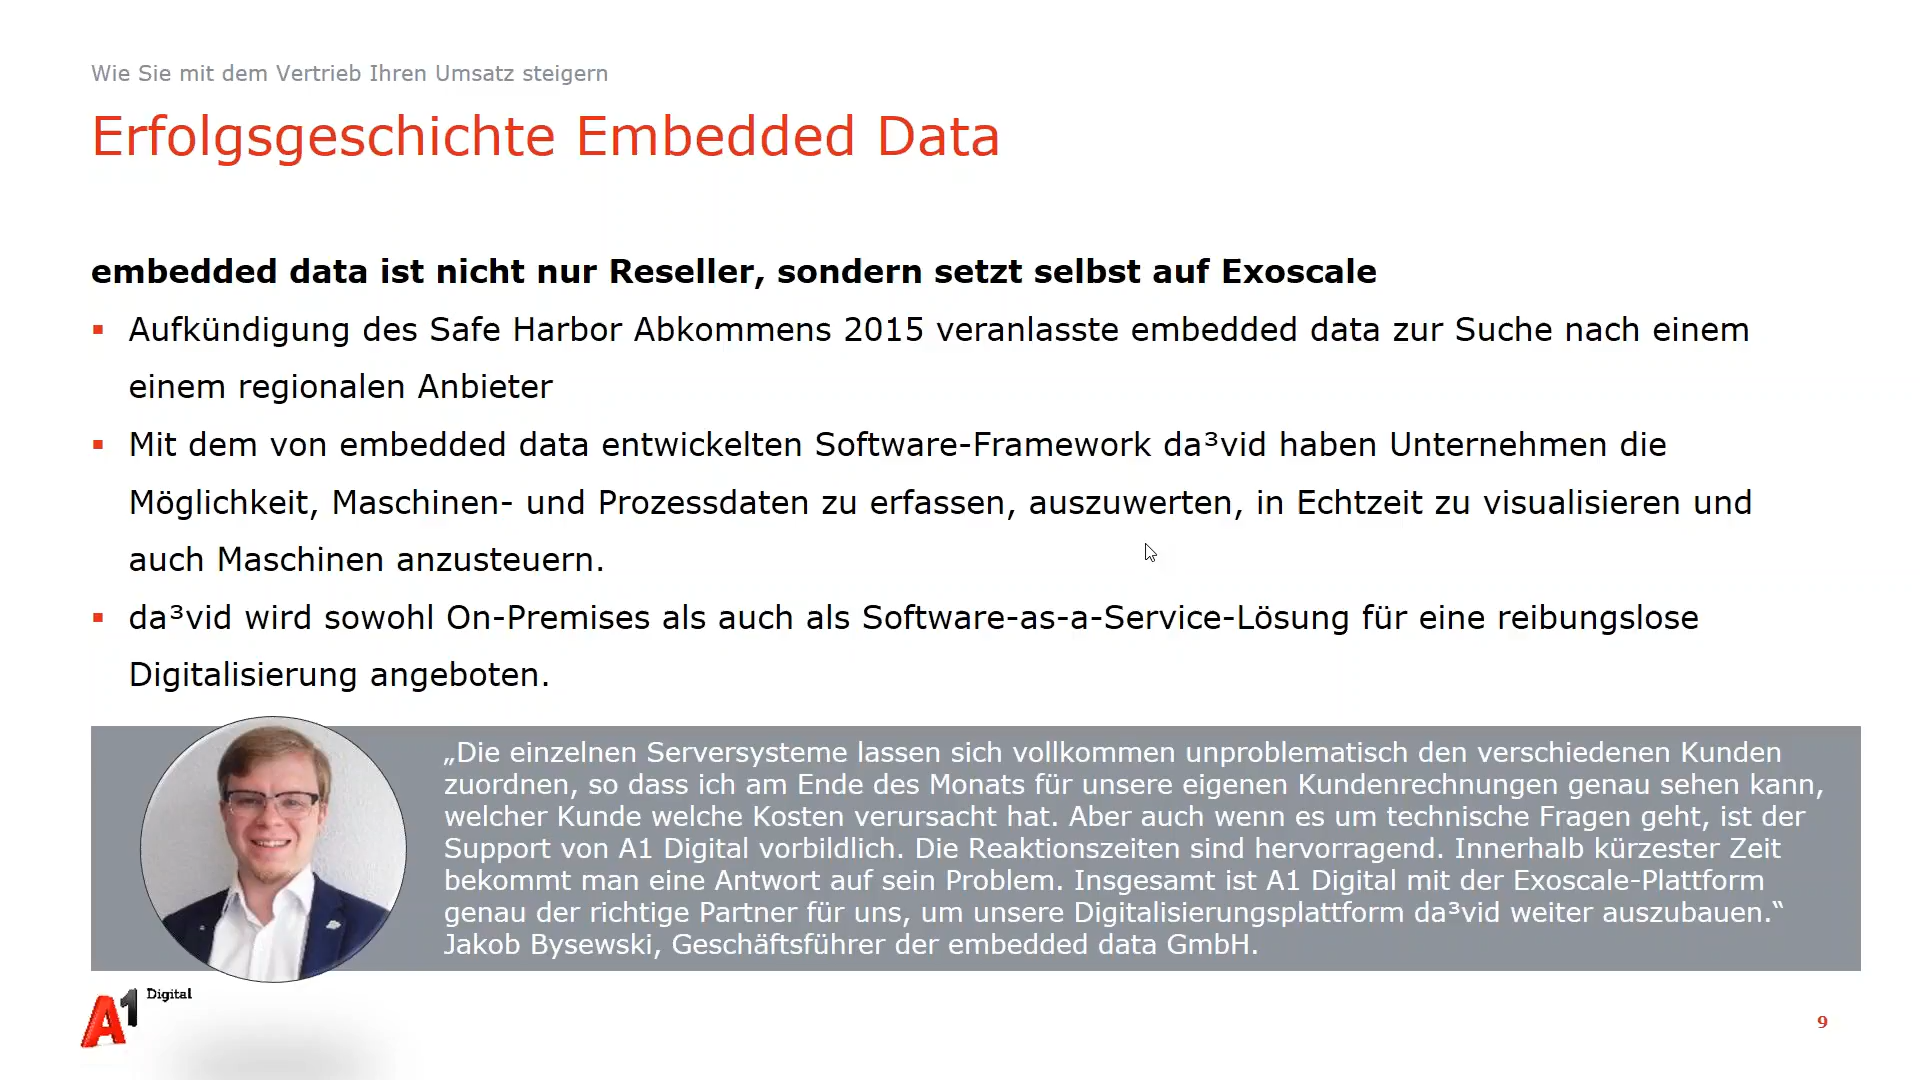 Wie Sie mit dem Vertrieb Ihren Umsatz steigern
Erfolgsgeschichte Embedded Data
embedded data ist nicht nur Reseller, sondern setzt selbst auf Exoscale
▪ Aufkündigung des Safe Harbor Abkommens 2015 veranlasste embedded data zur Suche nach einem
einem regionalen Anbieter
▪ Mit dem von embedded data entwickelten Software-Framework da³vid haben Unternehmen die
Möglichkeit, Maschinen- und Prozessdaten zu erfassen, auszuwerten, in Echtzeit zu visualisieren und
auch Maschinen anzusteuern.
▪ da³vid wird sowohl On-Premises als auch als Software-as-a-Service-Lösung für eine reibungslose
Digitalisierung angeboten.
„Die einzelnen Serversysteme lassen sich vollkommen unproblematisch den verschiedenen Kunden
zuordnen, so dass ich am Ende des Monats für unsere eigenen Kundenrechnungen genau sehen kann,
welcher Kunde welche Kosten verursacht hat. Aber auch wenn es um technische Fragen geht, ist der
Support von A1 Digital vorbildlich. Die Reaktionszeiten sind hervorragend. Innerhalb kürzester Zeit
bekommt man eine Antwort auf sein Problem. Insgesamt ist A1 Digital mit der Exoscale-Plattform
genau der richtige Partner für uns, um unsere Digitalisierungsplattform da³vid weiter auszubauen.“
Jakob Bysewski, Geschäftsführer der embedded data GmbH.
A1 Digital
9